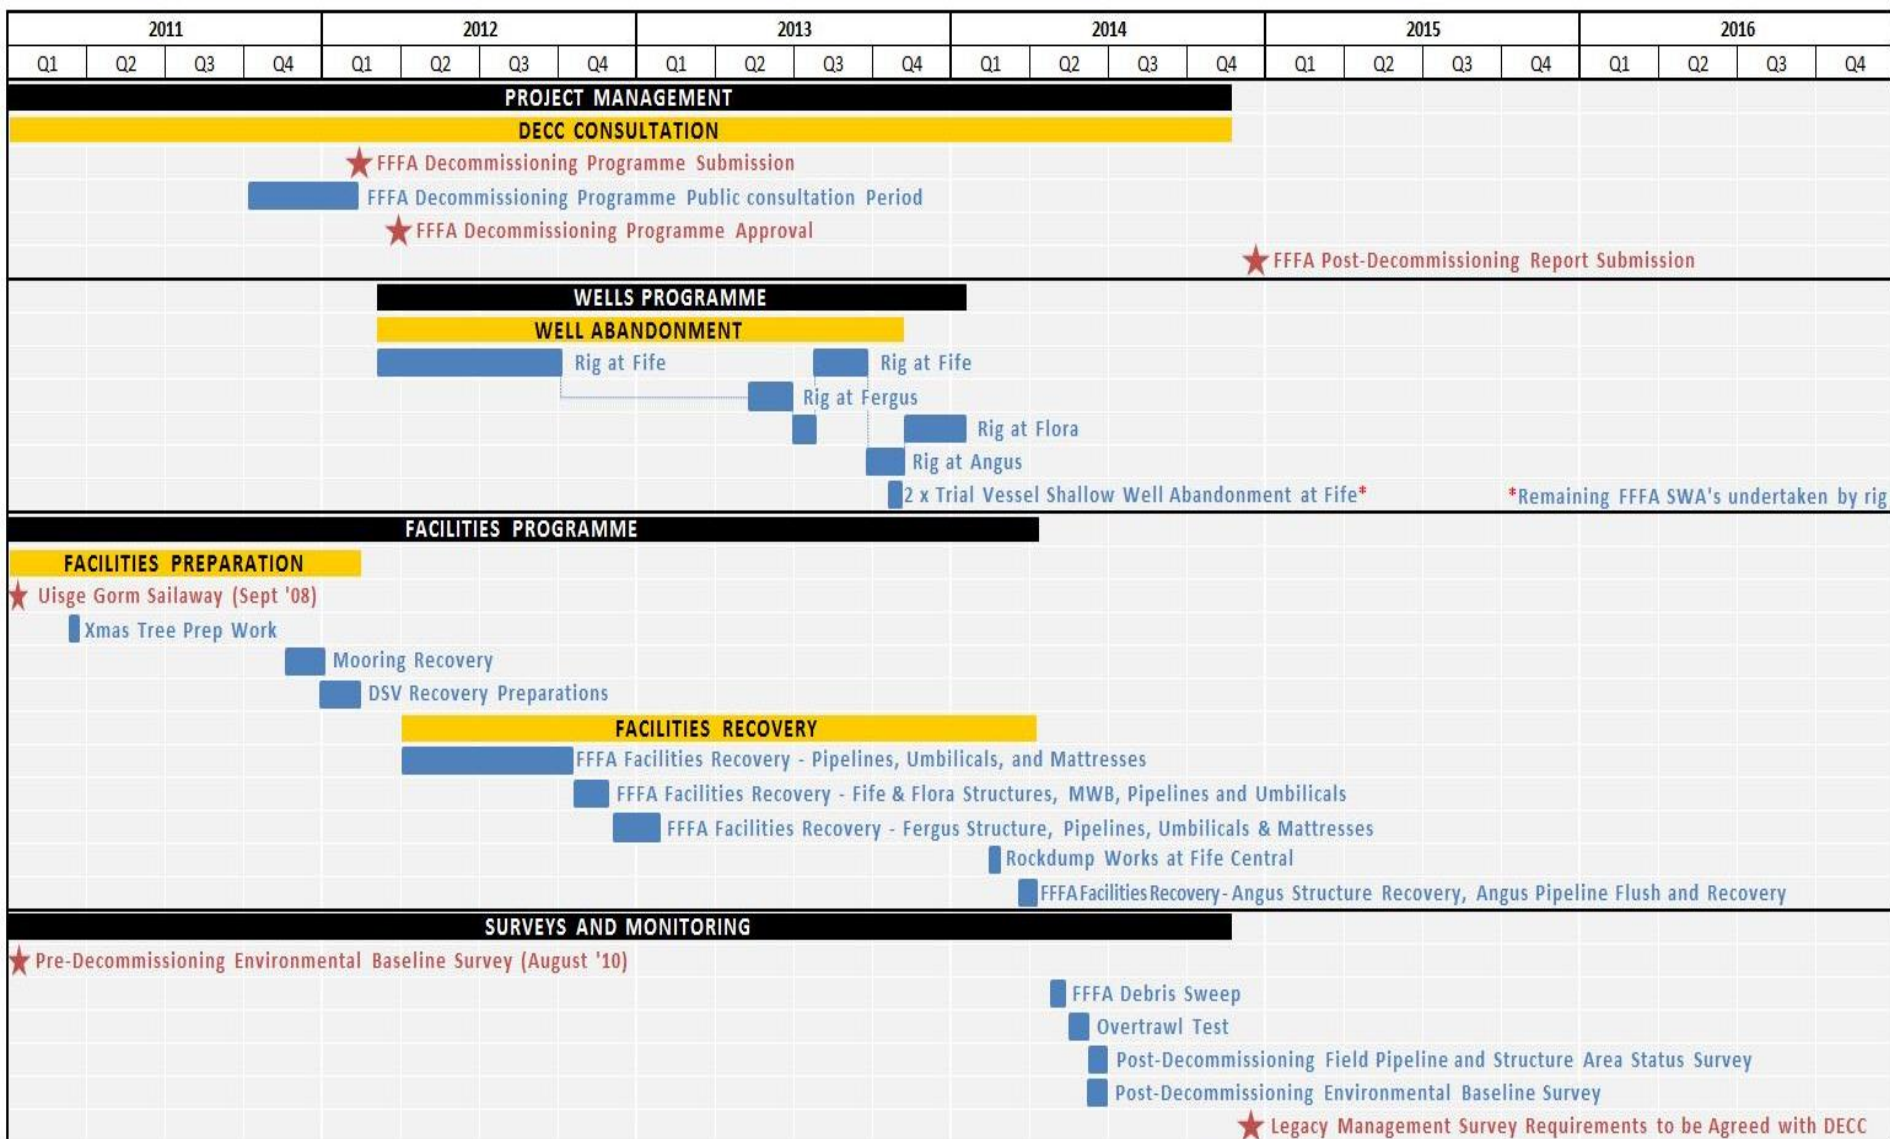 2011 2012 2013 2014 2015 2016
Q1 Q2 Q3 Q4 Q1 Q2 Q3 Q4 Q1 Q2 Q3 Q4 Q1 Q2 Q3 Q4 Q1 Q2 Q3 Q4 Q1 Q2 Q3 Q4
PROJECT MANAGEMENT
DECC CONSULTATION
FFFA Decommissioning Programme Submission
FFFA Decommissioning Programme Public consultation Period
FFFA Decommissioning Programme Approval
FFFA Post-Decommissioning Report Submission
WELLS PROGRAMME
WELL ABANDONMENT
Rig at Fife Rig at Fife
Rig at Fergus
Rig at Flora
Rig at Angus
2 x Trial Vessel Shallow Well Abandonment at Fife* *Remaining FFFA SWA's undertaken by rig
FACILITIES PROGRAMME
FACILITIES PREPARATION
Uisge Gorm Sailaway (Sept '08)
Xmas Tree Prep Work
Mooring Recovery
DSV Recovery Preparations
FACILITIES RECOVERY
FFFA Facilities Recovery - Pipelines, Umbilicals, and Mattresses
FFFA Facilities Recovery - Fife & Flora Structures, MWB, Pipelines and Umbilicals
FFFA Facilities Recovery - Fergus Structure, Pipelines, Umbilicals & Mattresses
Rockdump Works at Fife Central
FFFA Facilities Recovery - Angus Structure Recovery, Angus Pipeline Flush and Recovery
SURVEYS AND MONITORING
Pre-Decommissioning Environmental Baseline Survey (August '10)
FFFA Debris Sweep
Overtrawl Test
Post-Decommissioning Field Pipeline and Structure Area Status Survey
Post-Decommissioning Environmental Baseline Survey
Legacy Management Survey Requirements to be Agreed with DECC